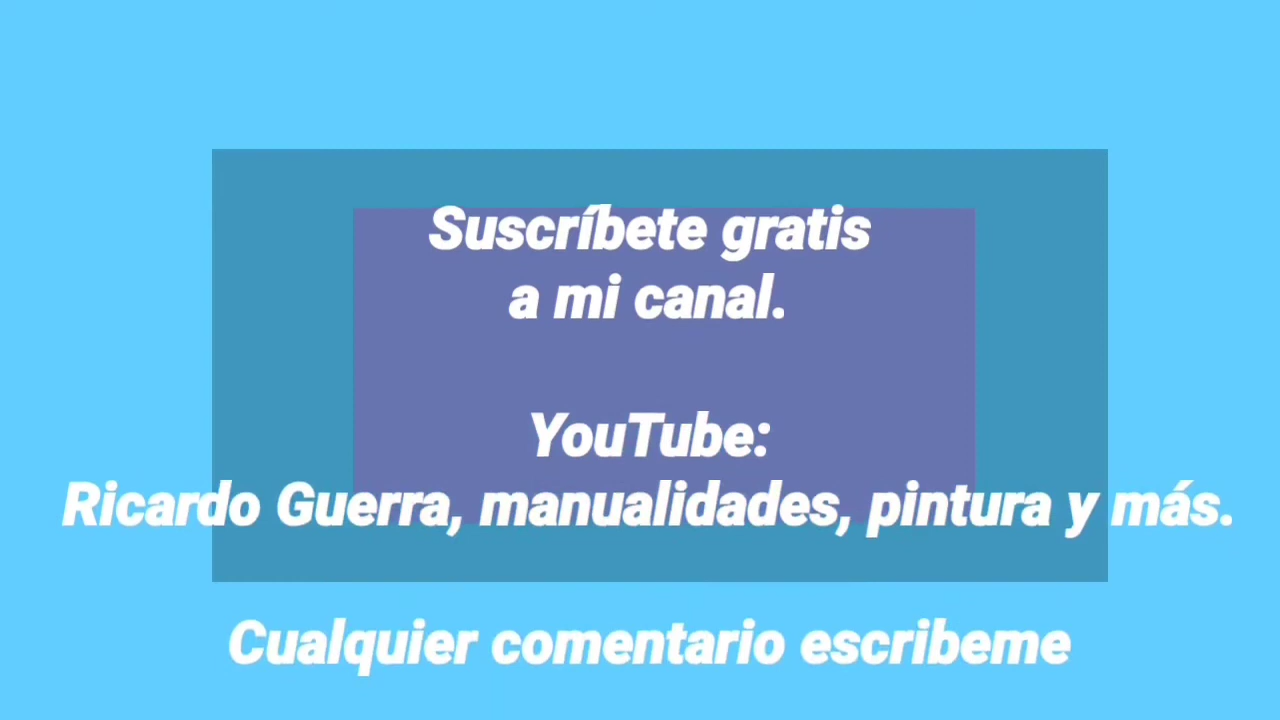 Suscríbete gratis
a mi canal.
YouTube:
Ricardo Guerra, manualidades, pintura y más.
Cualquier comentario escribeme